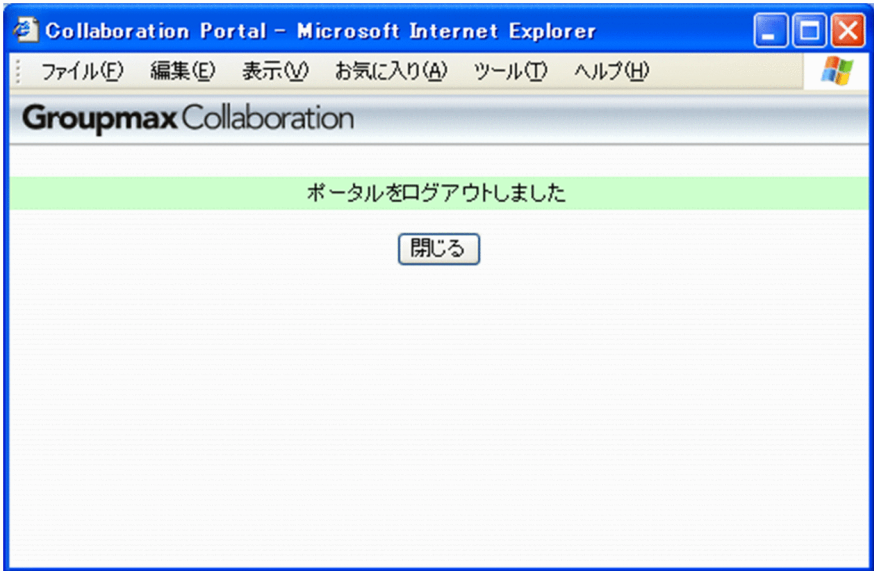 Collaboration Portal - Microsoft Internet Explorer
ファイル(F) 編集(E) 表示(V) お気に入り(A) ツール(T) ヘルプ(H)
Groupmax Collaboration
ポータルをログアウトしました
閉じる